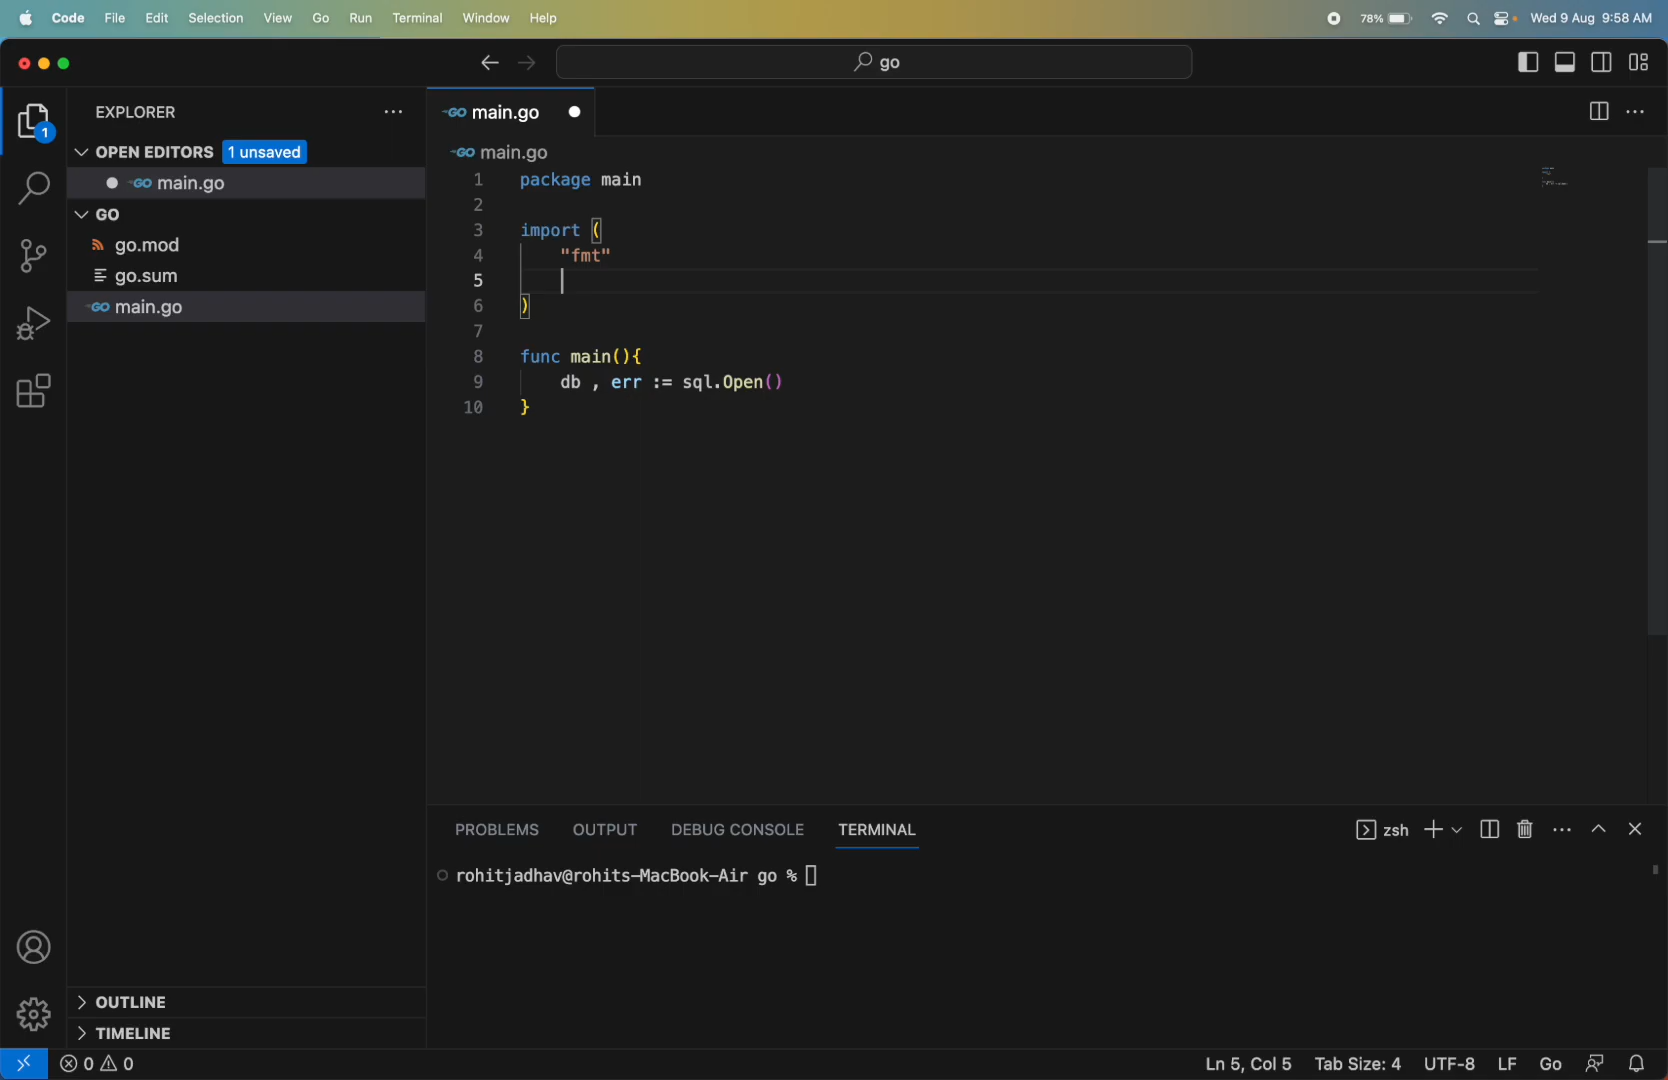 Code File Edit Selection View Go Run Terminal Window Help 78% Wed 9 Aug 9:58 AM
go
EXPLORER
OPEN EDITORS 1 unsaved
main.go
GO
go.mod
go.sum
main.go
1
OUTLINE
TIMELINE
GO main.go
GO main.go
1 package main
2
3 import (
4 "fmt"
5
6 )
7
8 func main(){
9 db , err := sql.Open()
10 }
PROBLEMS OUTPUT DEBUG CONSOLE TERMINAL zsh
rohitjadhav@rohits-MacBook-Air go %
0 0 Ln 5, Col 5 Tab Size: 4 UTF-8 LF Go